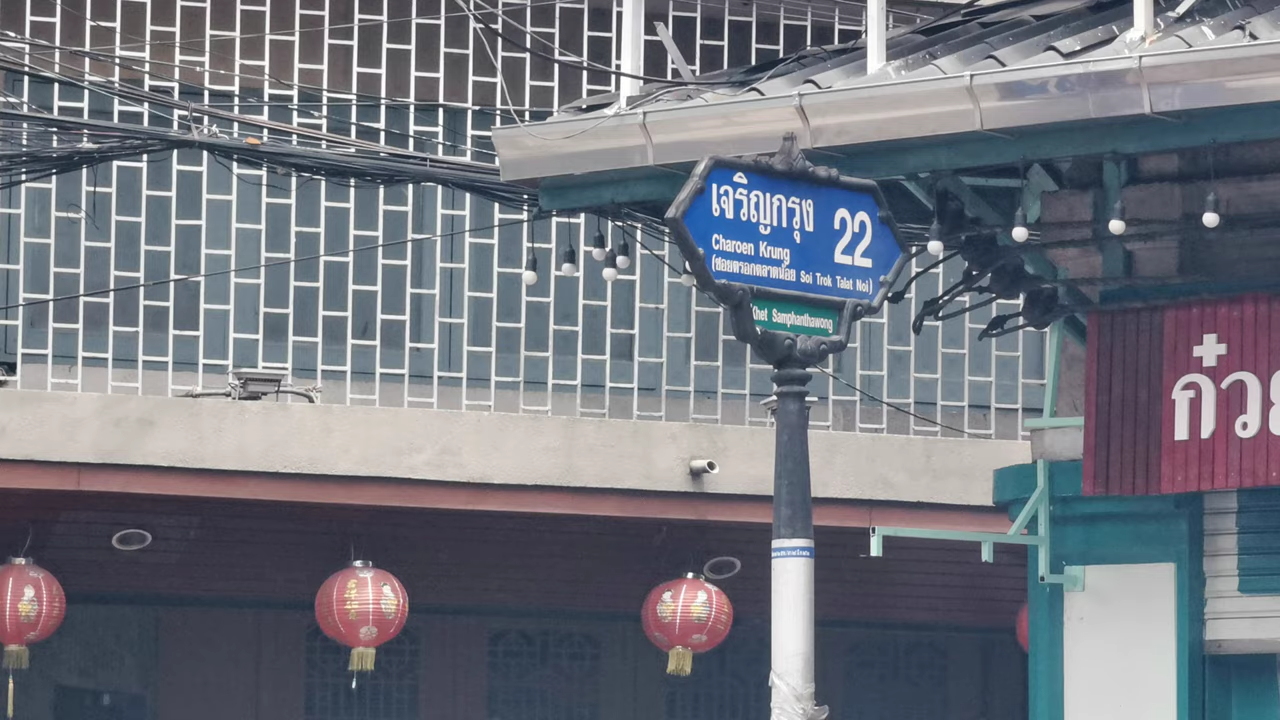 เจริญกรุง 22
Charoen Krung
(ซอยตรอกตลาดน้อย Soi Trok Talat Noi)
Khet Samphanthawong
ก๋วย